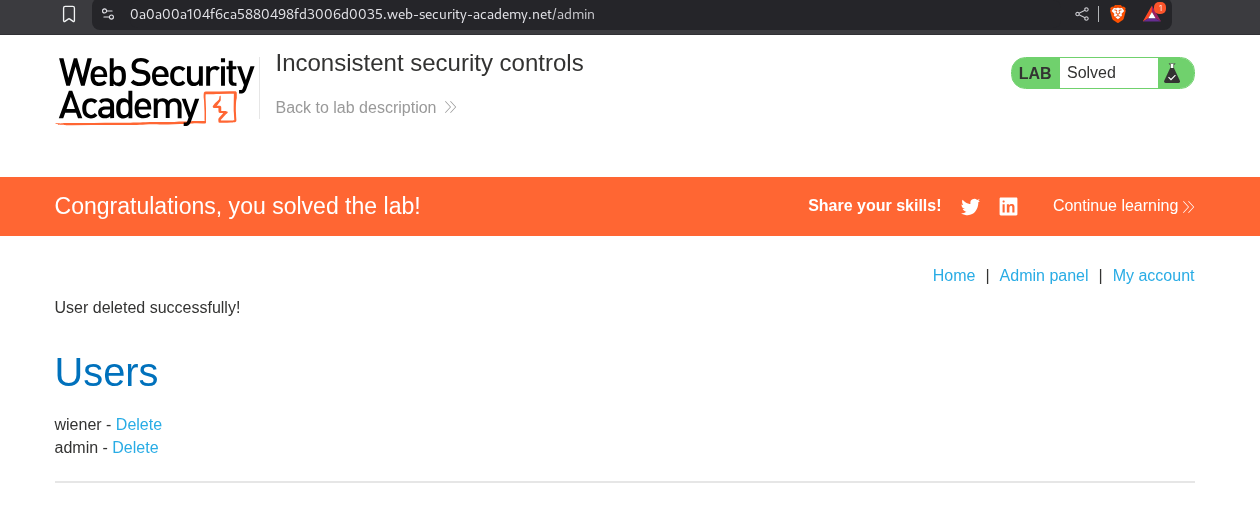 0a0a00a104f6ca5880498fd3006d0035.web-security-academy.net/admin
3
Web Security
Academy
Inconsistent security controls
Back to lab description
LAB Solved
Congratulations, you solved the lab!
Share your skills!
Continue learning
Home | Admin panel | My account
User deleted successfully!
Users
wiener - Delete
admin - Delete